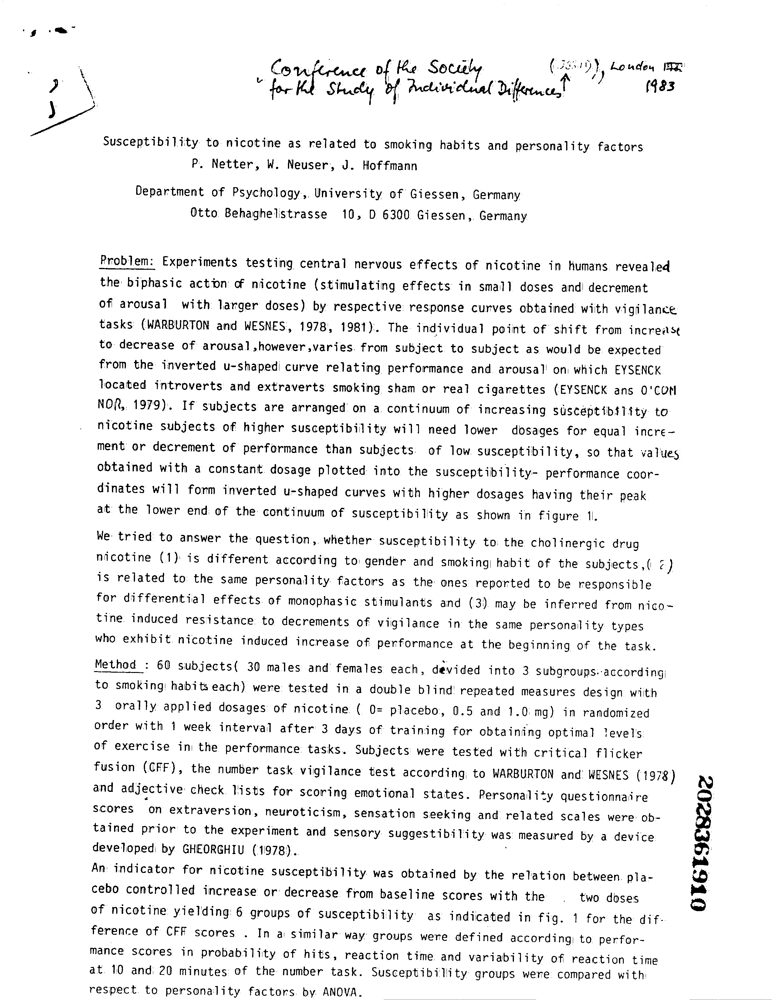 Conference of the Society (ISSID), London
"for the Study of Individual Differences" 1983
Susceptibility to nicotine as related to smoking habits and personality factors
P. Netter, W. Neuser, J. Hoffmann
Department of Psychology, University of Giessen, Germany
Otto Behaghelstrasse 10, D 6300 Giessen, Germany
Problem: Experiments testing central nervous effects of nicotine in humans revealed
the biphasic action of nicotine (stimulating effects in small doses and decrement
of arousal with larger doses) by respective response curves obtained with vigilance
tasks (WARBURTON and WESNES, 1978, 1981). The individual point of shift from increase
to decrease of arousal,however,varies from subject to subject as would be expected
from the inverted u-shaped curve relating performance and arousal on which EYSENCK
located introverts and extraverts smoking sham or real cigarettes (EYSENCK ans O'CON
NOR, 1979). If subjects are arranged on a continuum of increasing susceptibility to
nicotine subjects of higher susceptibility will need lower dosages for equal incre-
ment or decrement of performance than subjects of low susceptibility, so that values
obtained with a constant dosage plotted into the susceptibility- performance coor-
dinates will form inverted u-shaped curves with higher dosages having their peak
at the lower end of the continuum of susceptibility as shown in figure 1.
We tried to answer the question, whether susceptibility to the cholinergic drug
nicotine (1) is different according to gender and smoking habit of the subjects,( 2)
is related to the same personality factors as the ones reported to be responsible
for differential effects of monophasic stimulants and (3) may be inferred from nico-
tine induced resistance to decrements of vigilance in the same personality types
who exhibit nicotine induced increase of performance at the beginning of the task.
Method : 60 subjects( 30 males and females each, devided into 3 subgroups according
to smoking habits each) were tested in a double blind repeated measures design with
3 orally applied dosages of nicotine ( 0= placebo, 0.5 and 1.0 mg) in randomized
order with 1 week interval after 3 days of training for obtaining optimal levels
of exercise in the performance tasks. Subjects were tested with critical flicker
fusion (CFF), the number task vigilance test according to WARBURTON and WESNES (1978)
and adjective check lists for scoring emotional states. Personality questionnaire
scores on extraversion, neuroticism, sensation seeking and related scales were ob-
tained prior to the experiment and sensory suggestibility was measured by a device
developed by GHEORGHIU (1978).
An indicator for nicotine susceptibility was obtained by the relation between pla-
cebo controlled increase or decrease from baseline scores with the two doses
of nicotine yielding 6 groups of susceptibility as indicated in fig. 1 for the dif-
ference of CFF scores . In a similar way groups were defined according to perfor-
mance scores in probability of hits, reaction time and variability of reaction time
at 10 and 20 minutes of the number task. Susceptibility groups were compared with
respect to personality factors by ANOVA.
2028361910